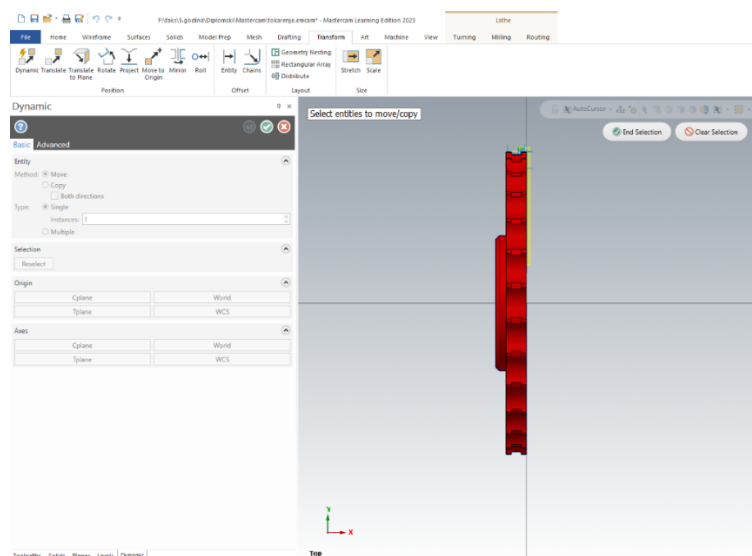 F:\faks\5.godina\Diplomski\Mastercam\tokarenje.emcam* - Mastercam Learning Edition 2023
Lathe
File Home Wireframe Surfaces Solids Model Prep Mesh Drafting Transform Art Machine View Turning Milling Routing
Dynamic Translate Translate to Plane Rotate Project Move to Origin Mirror Roll
Entity Chains
Geometry Nesting
Rectangular Array
Distribute
Stretch Scale
Position Offset Layout Size
Dynamic
Basic Advanced
Entity
Method: Move
Copy
Both directions
Type: Single
Instances: 1
Multiple
Selection
Reselect
Origin
Cplane World
Tplane WCS
Axes
Cplane World
Tplane WCS
Select entities to move/copy
AutoCursor
End Selection Clear Selection
Y
X
Top
Toolpaths Solids Planes Levels Dynamic